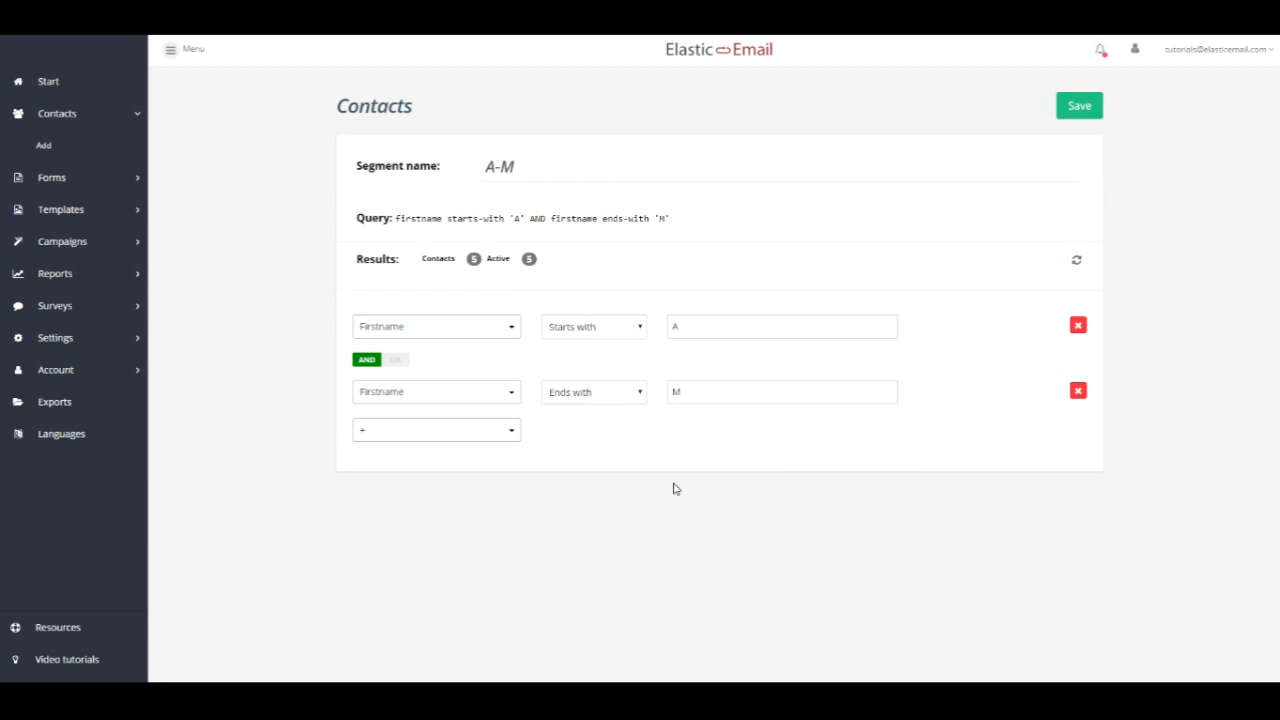 Menu
Elastic Email
tutorials@elasticemail.com
Start
Contacts
Add
Forms
Templates
Campaigns
Reports
Surveys
Settings
Account
Exports
Languages
Resources
Video tutorials
Contacts
Save
Segment name: A-M
Query: firstname starts-with 'A' AND firstname ends-with 'M'
Results: Contacts 5 Active 5
Firstname Starts with A
AND OR
Firstname Ends with M
+